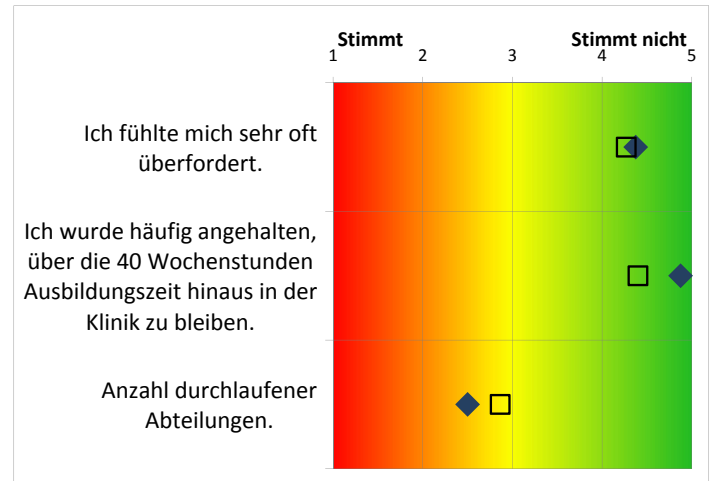 Stimmt Stimmt nicht
1 2 3 4 5
Ich fühlte mich sehr oft
überfordert.
Ich wurde häufig angehalten,
über die 40 Wochenstunden
Ausbildungszeit hinaus in der
Klinik zu bleiben.
Anzahl durchlaufener
Abteilungen.